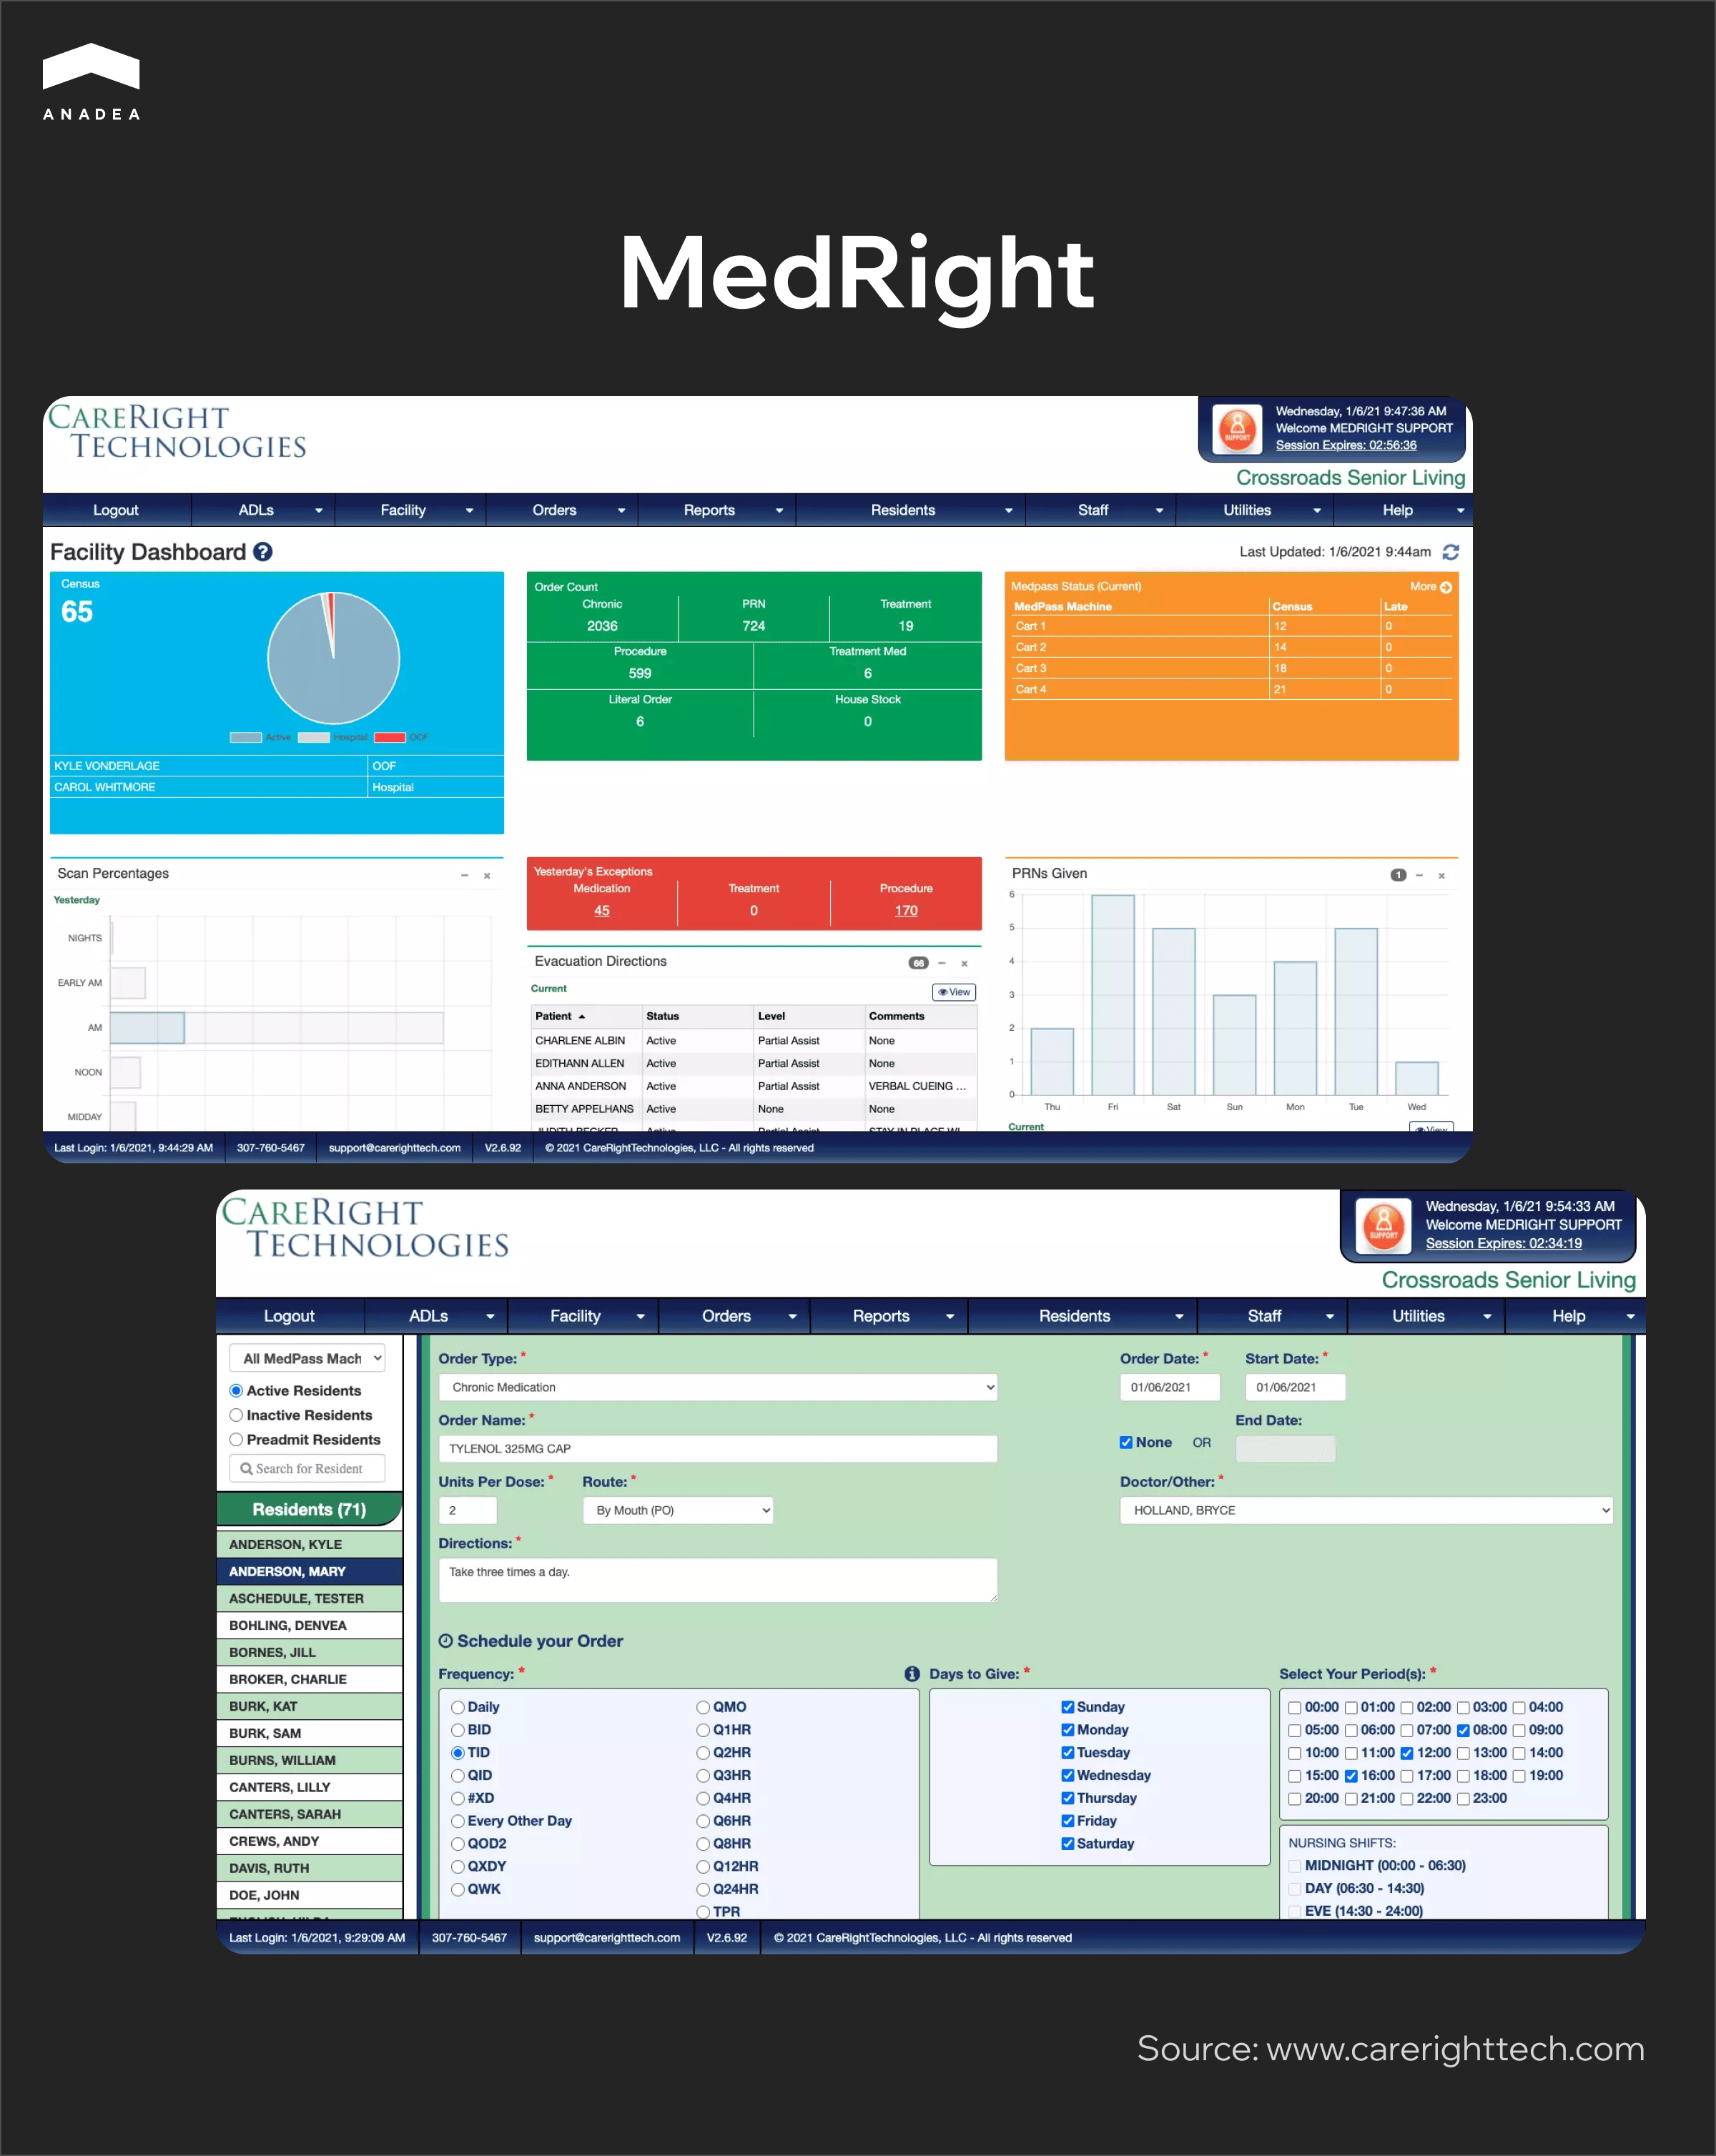 ANADEA
MedRight
CARERIGHT
TECHNOLOGIES
SUPPORT
Wednesday, 1/6/21 9:47:36 AM
Welcome MEDRIGHT SUPPORT
Session Expires: 02:56:36
Crossroads Senior Living
Logout ADLs Facility Orders Reports Residents Staff Utilities Help
Facility Dashboard ?
Last Updated: 1/6/2021 9:44am
Census
65
Active Hospital OOF
KYLE VONDERLAGE OOF
CAROL WHITMORE Hospital
Order Count
Chronic PRN Treatment
2036 724 19
Procedure Treatment Med
599 6
Literal Order House Stock
6 0
Medpass Status (Current) More
MedPass Machine Census Late
Cart 1 12 0
Cart 2 14 0
Cart 3 18 0
Cart 4 21 0
Scan Percentages
Yesterday
NIGHTS
EARLY AM
AM
NOON
MIDDAY
Yesterday's Exceptions
Medication Treatment Procedure
45 0 170
Evacuation Directions 66
Current View
Patient Status Level Comments
CHARLENE ALBIN Active Partial Assist None
EDITHANN ALLEN Active Partial Assist None
ANNA ANDERSON Active Partial Assist VERBAL CUEING ...
BETTY APPELHANS Active None None
JUDITH BECKER Active Partial Assist STAY IN PLACE WI...
PRNs Given 1
6
5
4
3
2
1
0
Thu Fri Sat Sun Mon Tue Wed
Current View
Last Login: 1/6/2021, 9:44:29 AM 307-760-5467 support@carerighttech.com V2.6.92 © 2021 CareRightTechnologies, LLC - All rights reserved
CARERIGHT
TECHNOLOGIES
SUPPORT
Wednesday, 1/6/21 9:54:33 AM
Welcome MEDRIGHT SUPPORT
Session Expires: 02:34:19
Crossroads Senior Living
Logout ADLs Facility Orders Reports Residents Staff Utilities Help
All MedPass Mach
Active Residents
Inactive Residents
Preadmit Residents
Search for Resident
Residents (71)
ANDERSON, KYLE
ANDERSON, MARY
ASCHEDULE, TESTER
BOHLING, DENVEA
BORNES, JILL
BROKER, CHARLIE
BURK, KAT
BURK, SAM
BURNS, WILLIAM
CANTERS, LILLY
CANTERS, SARAH
CREWS, ANDY
DAVIS, RUTH
DOE, JOHN
Order Type: * Order Date: * Start Date: *
Chronic Medication 01/06/2021 01/06/2021
Order Name: * End Date:
TYLENOL 325MG CAP None OR
Units Per Dose: * Route: * Doctor/Other: *
2 By Mouth (PO) HOLLAND, BRYCE
Directions: *
Take three times a day.
Schedule your Order
Frequency: * Days to Give: * Select Your Period(s): *
Daily QMO
BID Q1HR
TID Q2HR
QID Q3HR
#XD Q4HR
Every Other Day Q6HR
QOD2 Q8HR
QXDY Q12HR
QWK Q24HR
TPR
Sunday
Monday
Tuesday
Wednesday
Thursday
Friday
Saturday
00:00 01:00 02:00 03:00 04:00
05:00 06:00 07:00 08:00 09:00
10:00 11:00 12:00 13:00 14:00
15:00 16:00 17:00 18:00 19:00
20:00 21:00 22:00 23:00
NURSING SHIFTS:
MIDNIGHT (00:00 - 06:30)
DAY (06:30 - 14:30)
EVE (14:30 - 24:00)
Last Login: 1/6/2021, 9:29:09 AM 307-760-5467 support@carerighttech.com V2.6.92 © 2021 CareRightTechnologies, LLC - All rights reserved
Source: www.carerighttech.com